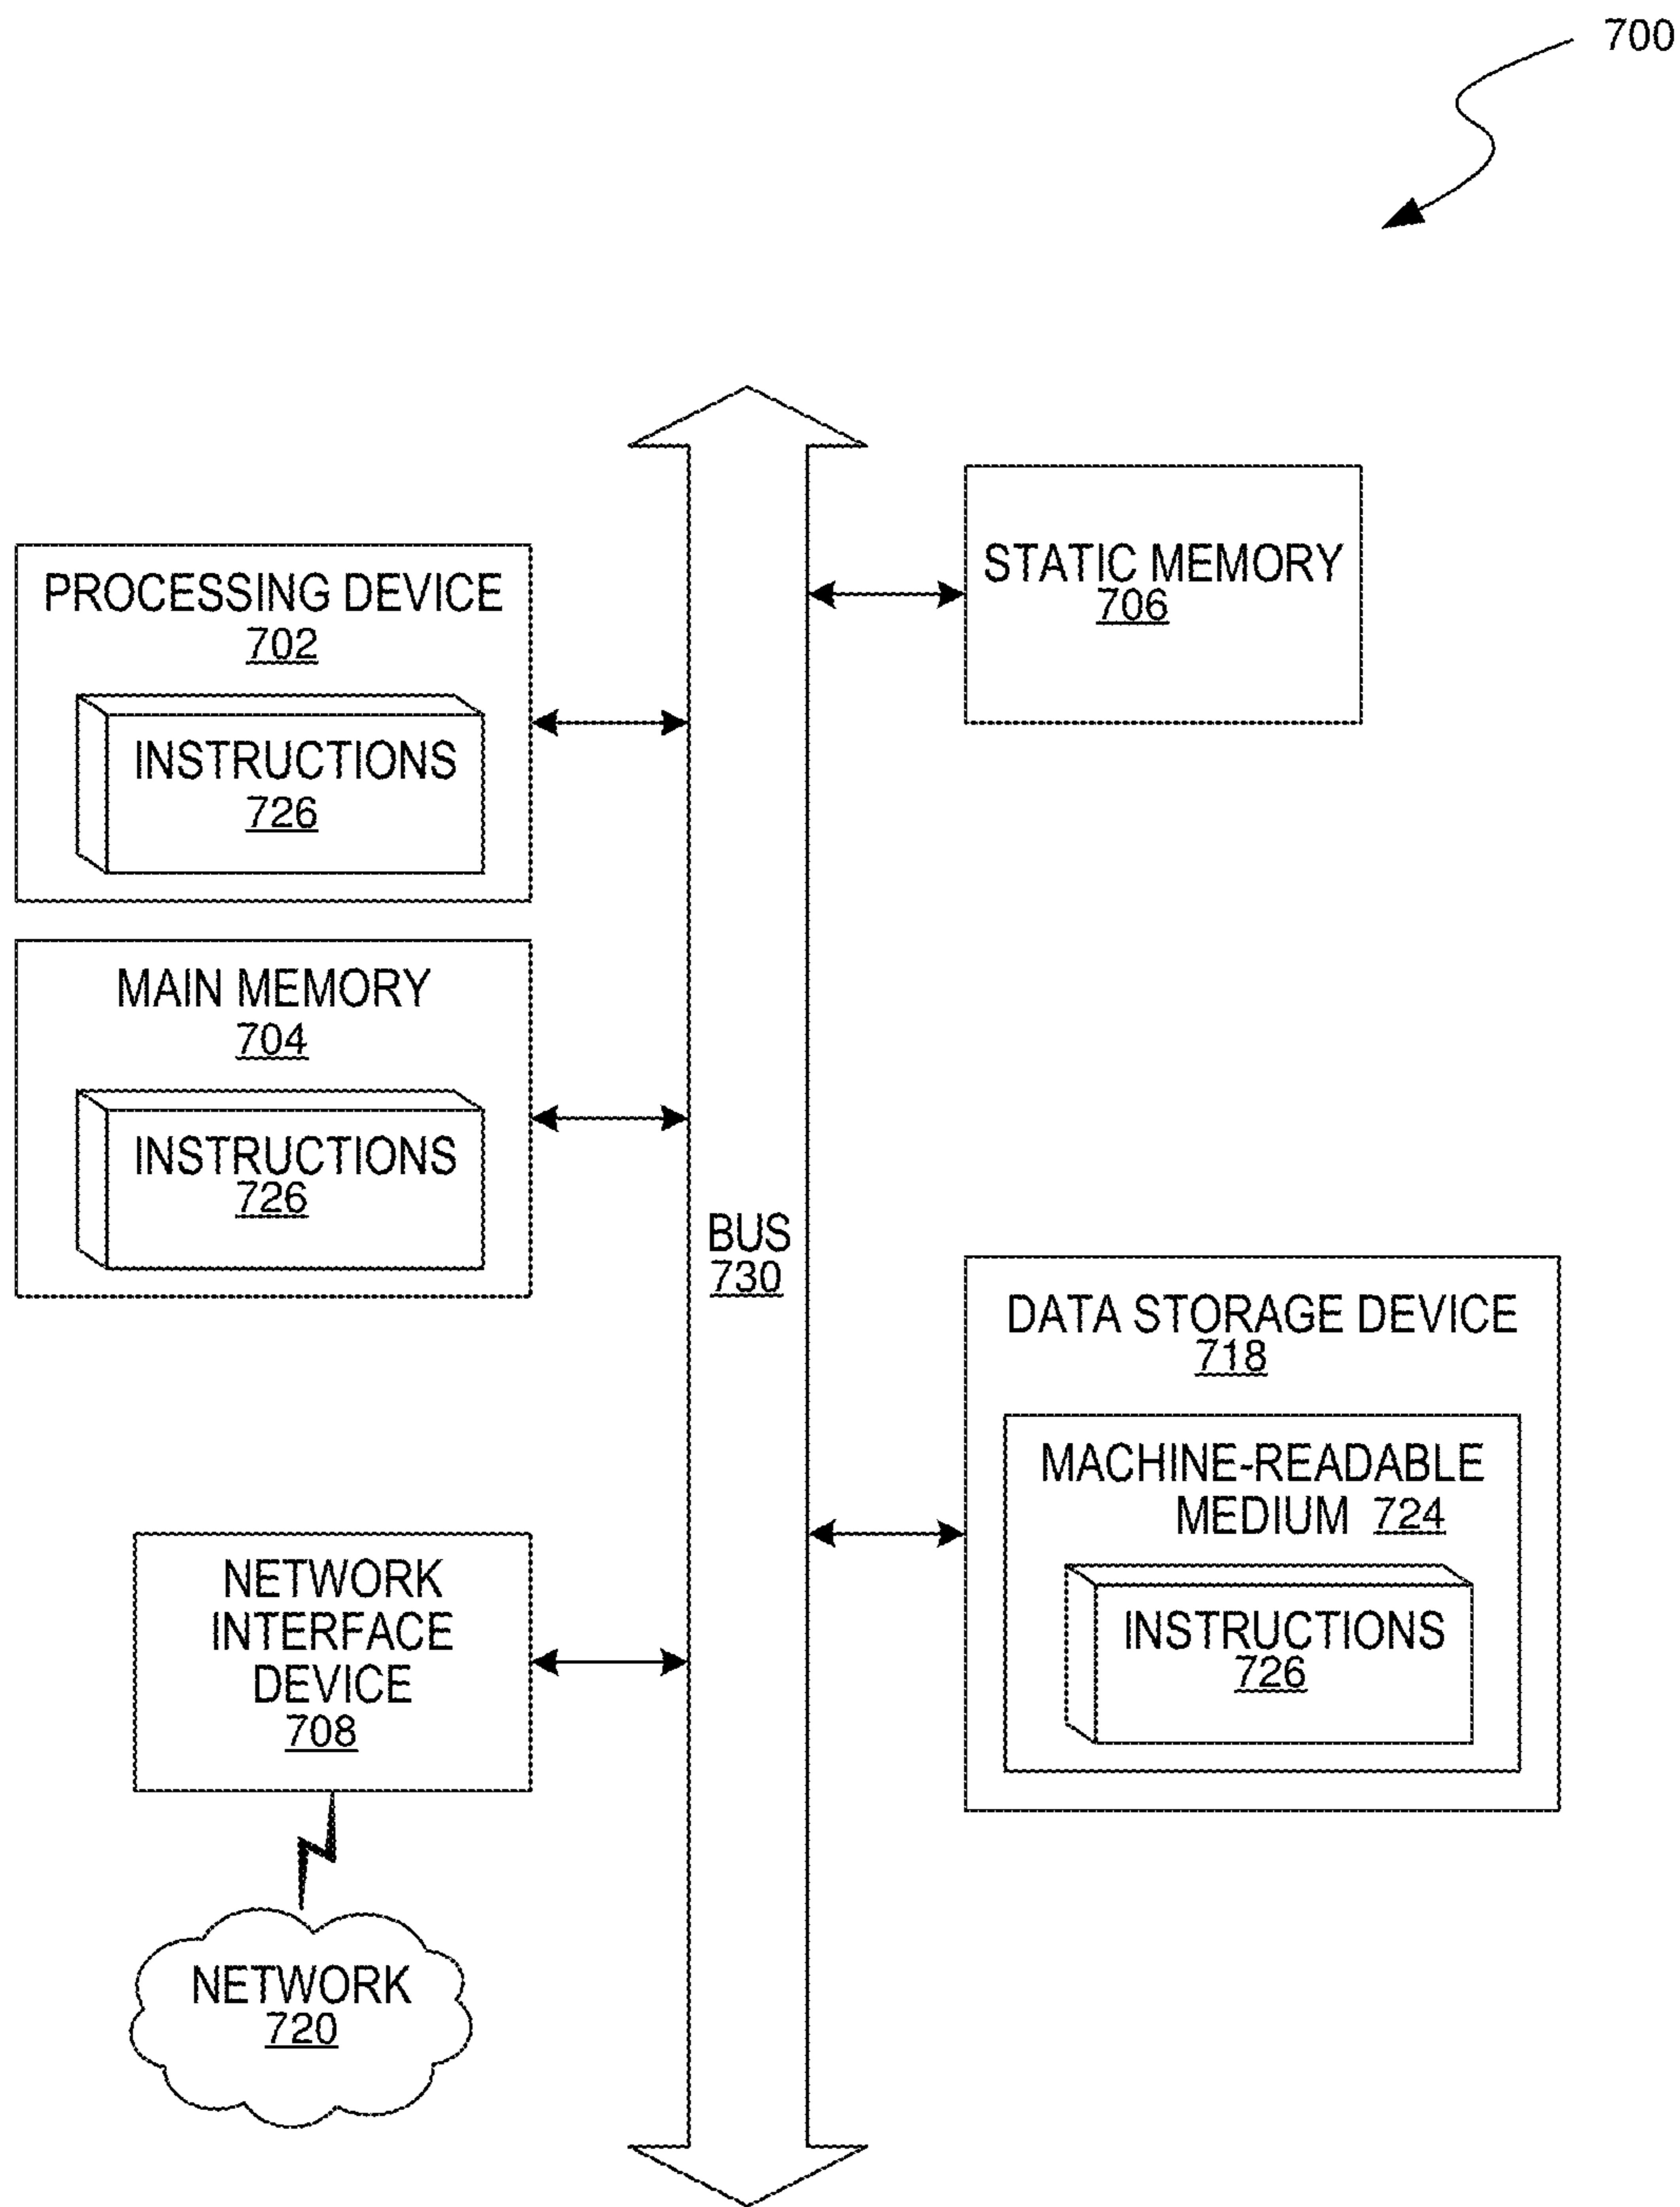 700
PROCESSING DEVICE
702
INSTRUCTIONS
726
STATIC MEMORY
706
MAIN MEMORY
704
INSTRUCTIONS
726
BUS
730
DATA STORAGE DEVICE
718
MACHINE-READABLE
MEDIUM 724
INSTRUCTIONS
726
NETWORK
INTERFACE
DEVICE
708
NETWORK
720